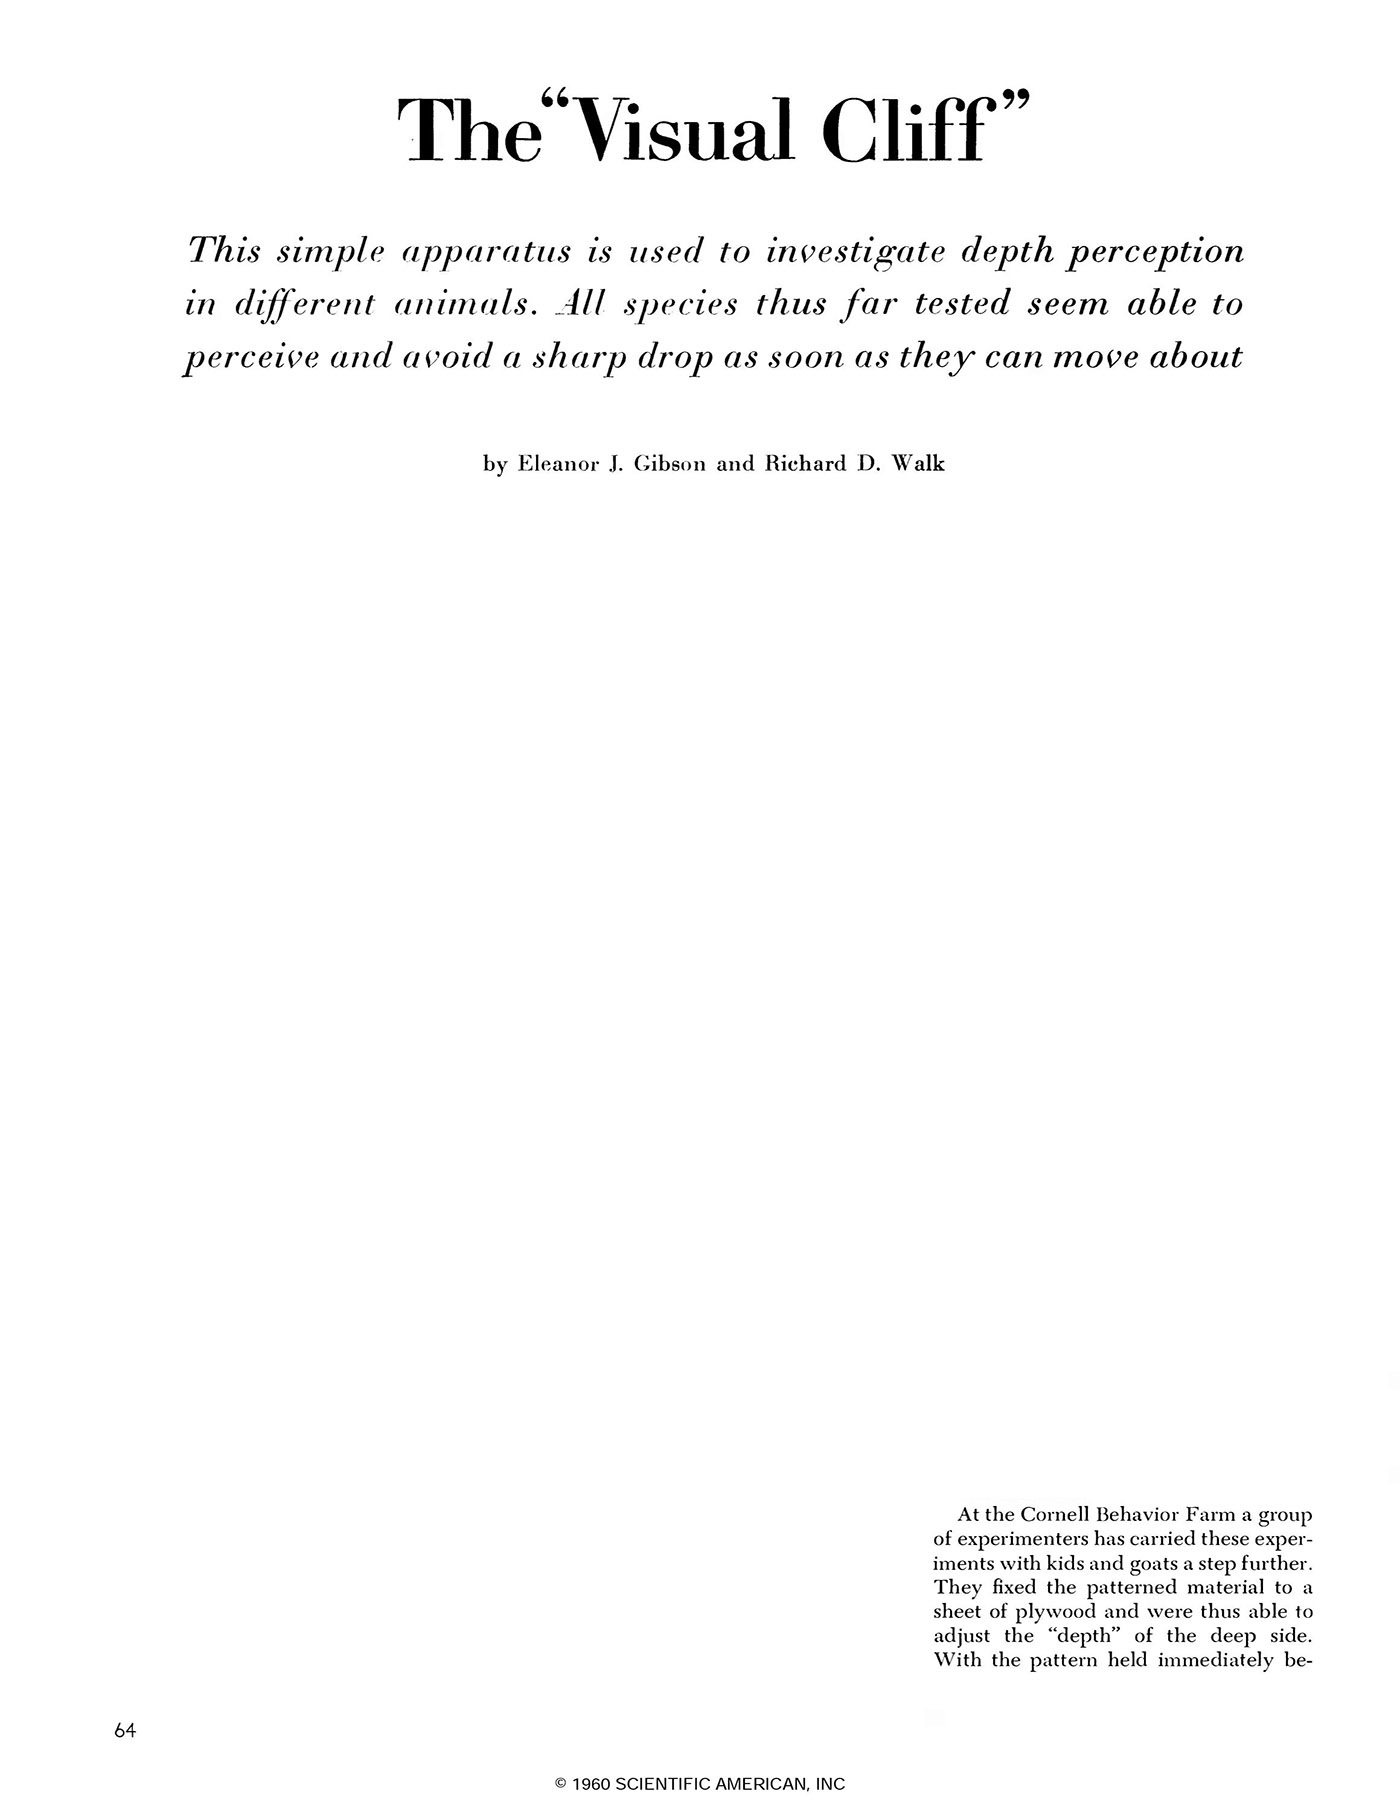 The “Visual Cliff”
This simple apparatus is used to investigate depth perception
in different animals. All species thus far tested seem able to
perceive and avoid a sharp drop as soon as they can move about
by Eleanor J. Gibson and Richard D. Walk
At the Cornell Behavior Farm a group
of experimenters has carried these exper-
iments with kids and goats a step further.
They fixed the patterned material to a
sheet of plywood and were thus able to
adjust the “depth” of the deep side.
With the pattern held immediately be-
64
© 1960 SCIENTIFIC AMERICAN, INC